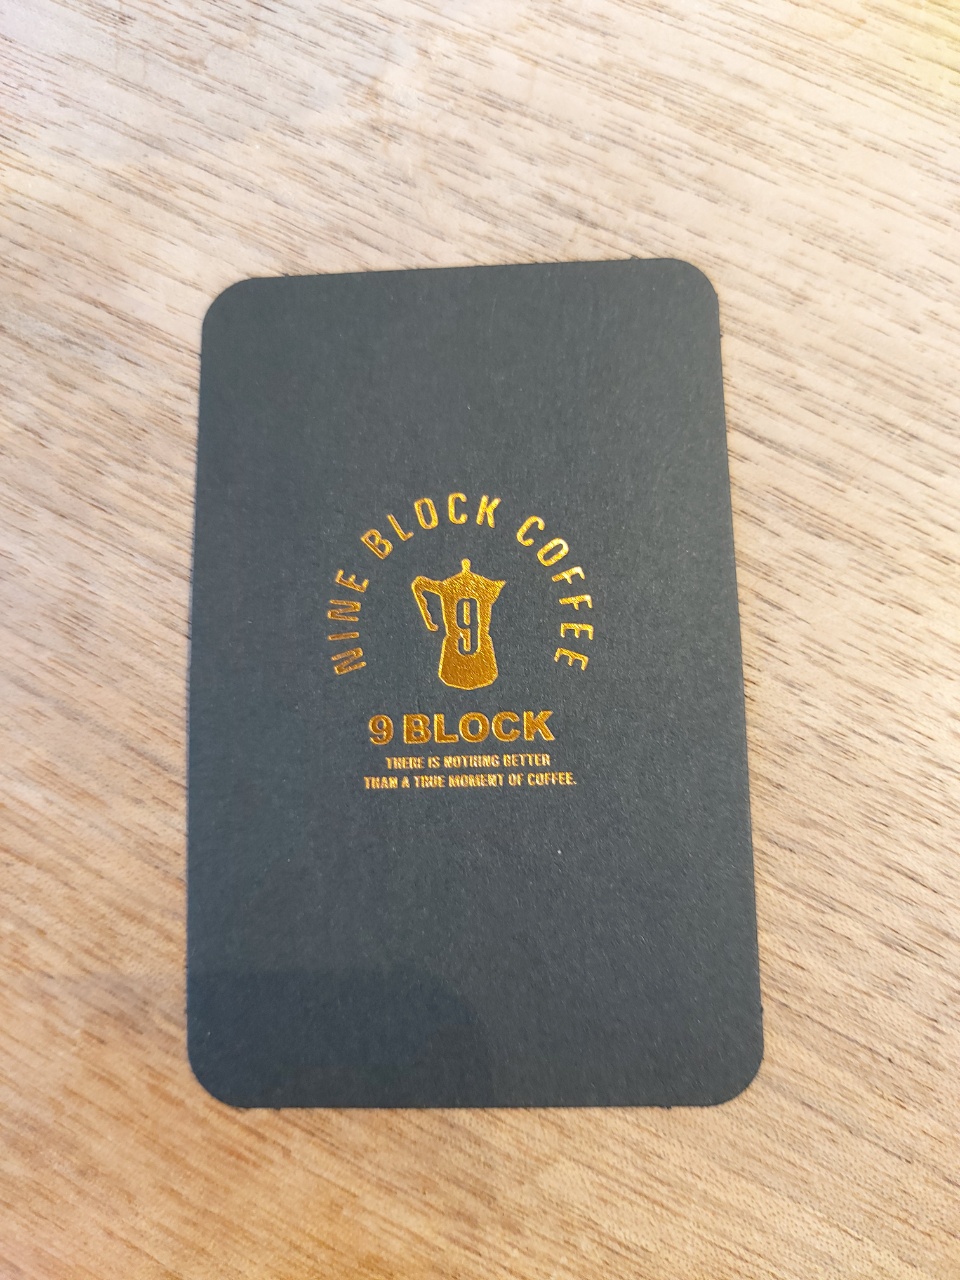 NINE BLOCK COFFEE
9
9 BLOCK
THERE IS NOTHING BETTER
THAN A TRUE MOMENT OF COFFEE.